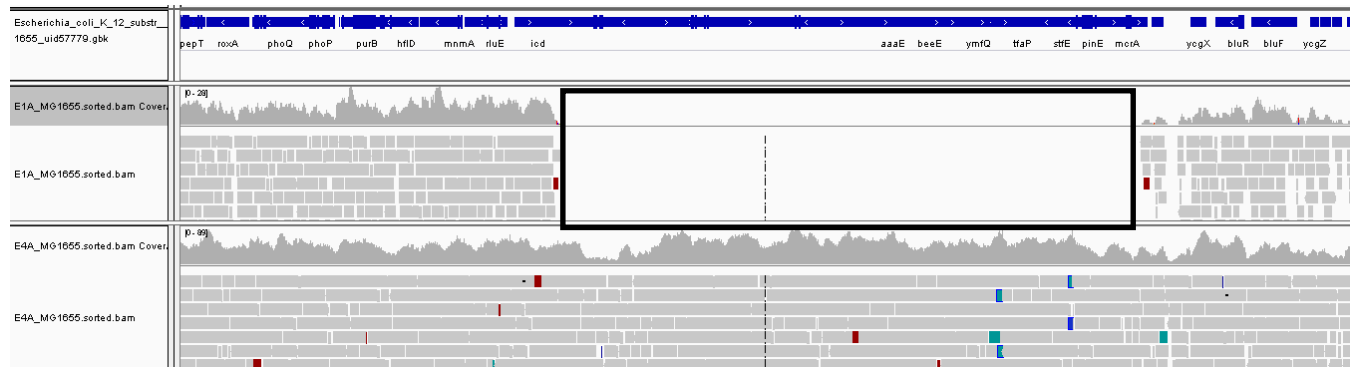 Escherichia_coli_K_12_substr_
1655_uid57779.gbk
pepT roxA phoQ phoP purB hflD mnmA rluE icd aaaE beeE ymfQ tfaP stfE pinE mcrA ycgX bluR bluF ycgZ
E1A_MG1655.sorted.bam Cover
[0 - 28]
E1A_MG1655.sorted.bam
E4A_MG1655.sorted.bam Cover
[0 - 89]
E4A_MG1655.sorted.bam